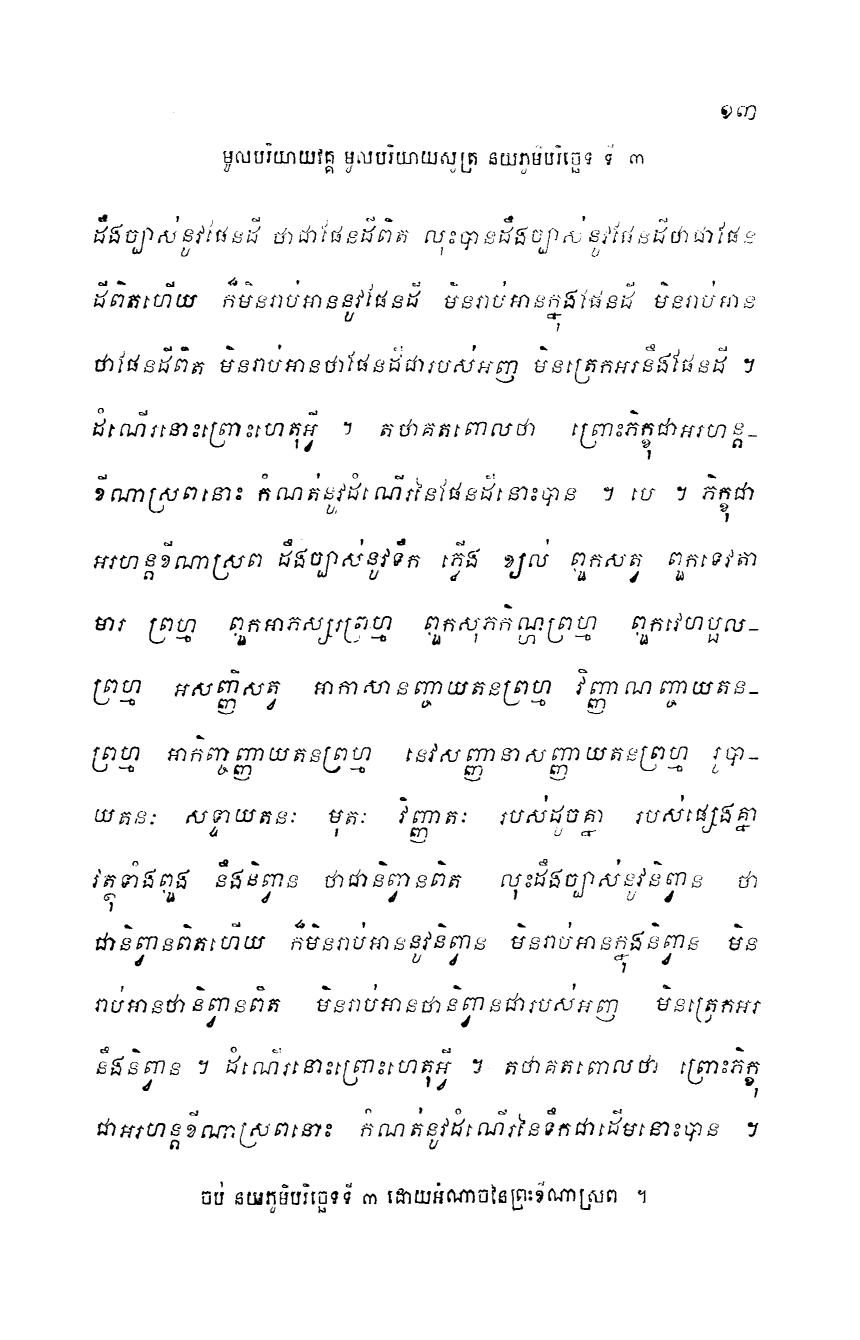 ១៣
មូលបរិយាយវគ្គ មូលបរិយាយសូត្រ នយភូមិបរិច្ឆេទ ទី ៣
ដឹងច្បាស់នូវផែនដី ថាជាផែនដីពិត លុះបានដឹងច្បាស់នូវផែនដីថាជាផែន
ដីពិតហើយ ក៏មិនរាប់អាននូវផែនដី មិនរាប់អានក្នុងផែនដី មិនរាប់អាន
ថាផែនដីពិត មិនរាប់អានថាផែនដីជារបស់អញ មិនត្រេកអរនឹងផែនដី ។
ដំណើរនោះព្រោះហេតុអ្វី ។ តថាគតពោលថា ព្រោះភិក្ខុជាអរហន្ត-
ខីណាស្រពនោះ កំណត់នូវដំណើរនៃផែនដីនោះបាន ។ បេ ។ ភិក្ខុជា
អរហន្តខីណាស្រព ដឹងច្បាស់នូវទឹក ភ្លើង ខ្យល់ ពួកសត្វ ពួកទេវតា
មារ ព្រហ្ម ពួកអាភស្សរព្រហ្ម ពួកសុភកិណ្ហព្រហ្ម ពួកវេហប្ផល-
ព្រហ្ម អសញ្ញីសត្វ អាកាសានញ្ចាយតនព្រហ្ម វិញ្ញាណញ្ចាយតន-
ព្រហ្ម អាកិញ្ចញ្ញាយតនព្រហ្ម នេវសញ្ញានាសញ្ញាយតនព្រហ្ម រូបា-
យតនៈ សទ្ទាយតនៈ មុតៈ វិញ្ញាតៈ របស់ដូចគ្នា របស់ផ្សេងគ្នា
វត្ថុទាំងពួង នឹងនិព្វាន ថាជានិព្វានពិត លុះដឹងច្បាស់នូវនិព្វាន ថា
ជានិព្វានពិតហើយ ក៏មិនរាប់អាននូវនិព្វាន មិនរាប់អានក្នុងនិព្វាន មិន
រាប់អានថានិព្វានពិត មិនរាប់អានថានិព្វានជារបស់អញ មិនត្រេកអរ
នឹងនិព្វាន ។ ដំណើរនោះព្រោះហេតុអ្វី ។ តថាគតពោលថា ព្រោះភិក្ខុ
ជាអរហន្តខីណាស្រពនោះ កំណត់នូវដំណើរនៃទឹកជាដើមនោះបាន ។
ចប់ នយភូមិបរិច្ឆេទទី ៣ ដោយអំណាចនៃព្រះខីណាស្រព ។